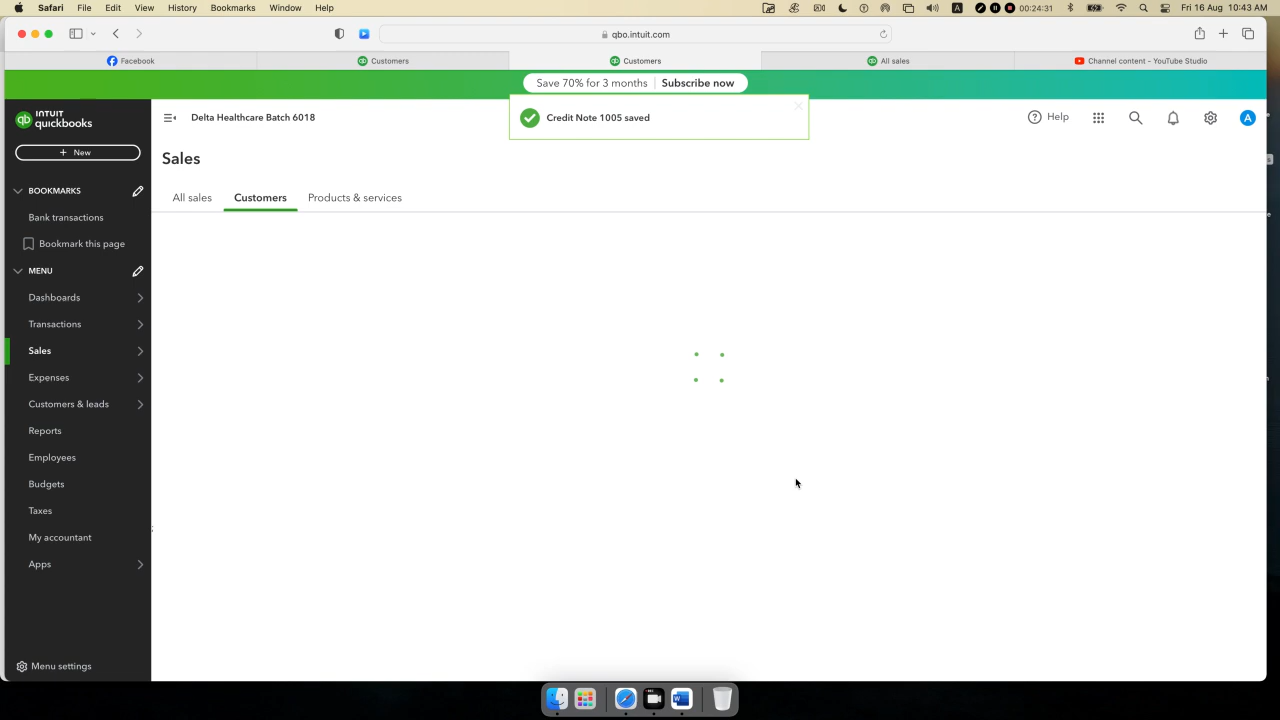 Safari File Edit View History Bookmarks Window Help 00:24:31 A Fri 16 Aug 10:43 AM
qbo.intuit.com
Facebook Customers Customers All sales Channel content – YouTube Studio
Save 70% for 3 months Subscribe now
INTUIT
quickbooks
Delta Healthcare Batch 6018
Credit Note 1005 saved
Help
A
+ New
Sales
BOOKMARKS
All sales Customers Products & services
Bank transactions
Bookmark this page
MENU
Dashboards
Transactions
Sales
Expenses
Customers & leads
Reports
Employees
Budgets
Taxes
My accountant
Apps
Menu settings